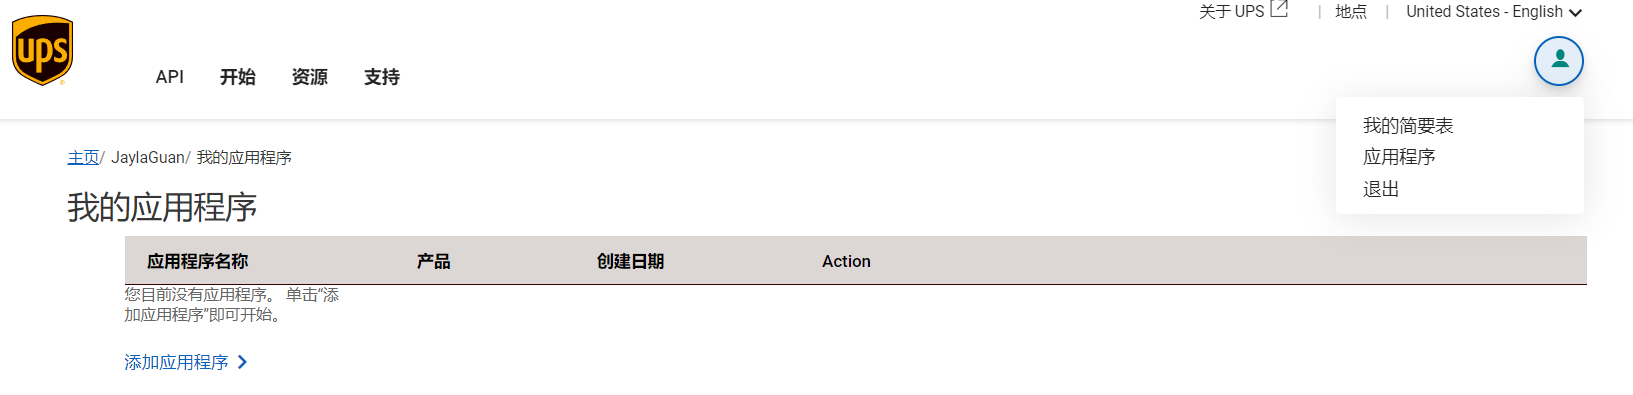 关于 UPS
地点
United States - English
ups
API
开始
资源
支持
我的简要表
应用程序
退出
主页/ JaylaGuan/ 我的应用程序
我的应用程序
应用程序名称
产品
创建日期
Action
您目前没有应用程序。 单击“添
加应用程序”即可开始。
添加应用程序